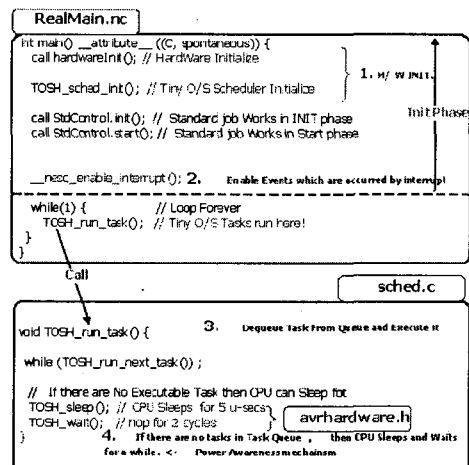 RealMain.nc
int main() __attribute__ ((C, spontaneous)) {
call hardwareInit(); // HardWare Initialize
TOSH_sched_init(); // Tiny O/S Scheduler Initialize
1. H/W INIT.
InitPhase
call StdControl.init(); // Standard job Works in INIT phase
call StdControl.start(); // Standard job Works in Start phase
__nesc_enable_interrupt(); 2. Enable Events which are occurred by interrupt
while(1) { // Loop Forever
TOSH_run_task(); // Tiny O/S Tasks run here!
}
}
Call
sched.c
void TOSH_run_task() { 3. Dequeue Task From Queue and Execute it
while (TOSH_run_next_task()) ;
// If there are No Executable Task then CPU can Sleep for
TOSH_sleep(); // CPU Sleeps for 5 u-secs
TOSH_wait(); // nop for 2 cycles
avrhardware.h
} 4. If there are no tasks in Task Queue , then CPU Sleeps and Waits
for a while. <- Power Awareness mechainsm